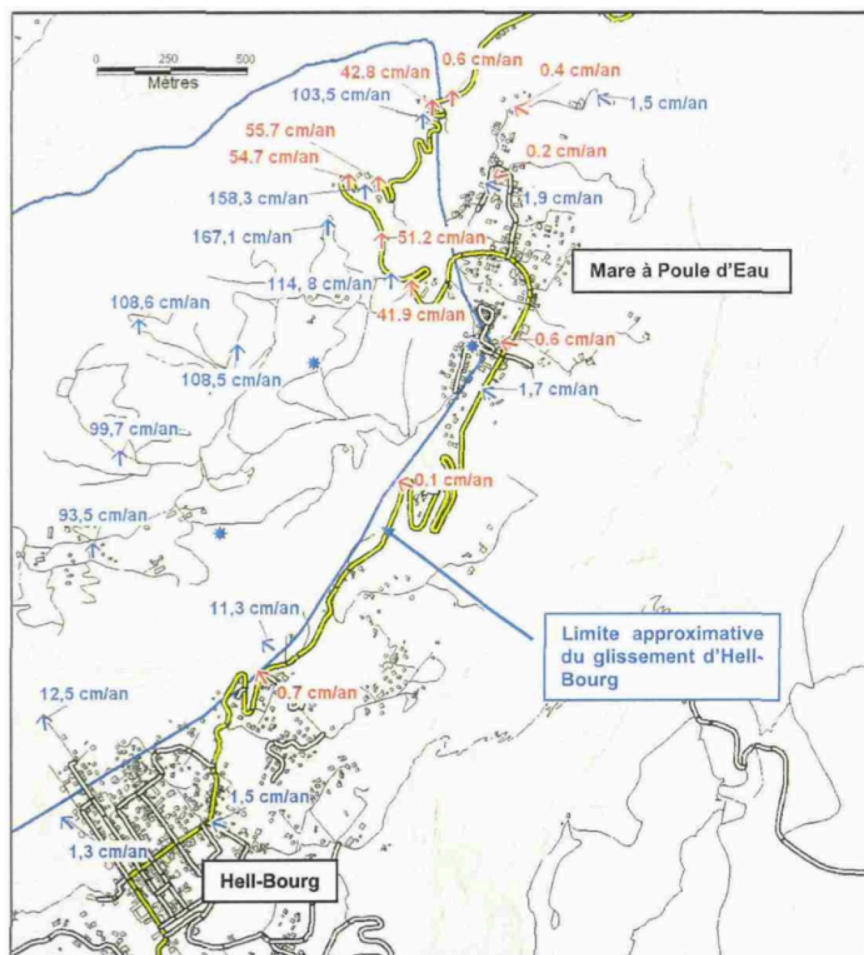 0 250 500
Mètres
0.6 cm/an
42.8 cm/an
0.4 cm/an
103,5 cm/an
1,5 cm/an
55.7 cm/an
54.7 cm/an
0.2 cm/an
158,3 cm/an
1,9 cm/an
167,1 cm/an
51.2 cm/an
Mare à Poule d'Eau
114, 8 cm/an
108,6 cm/an
41.9 cm/an
0.6 cm/an
108,5 cm/an
1,7 cm/an
99,7 cm/an
0.1 cm/an
93,5 cm/an
11,3 cm/an
Limite approximative
du glissement d'Hell-
Bourg
12,5 cm/an
0.7 cm/an
1,5 cm/an
1,3 cm/an
Hell-Bourg